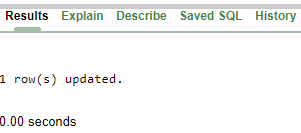 Results Explain Describe Saved SQL History
1 row(s) updated.
0.00 seconds